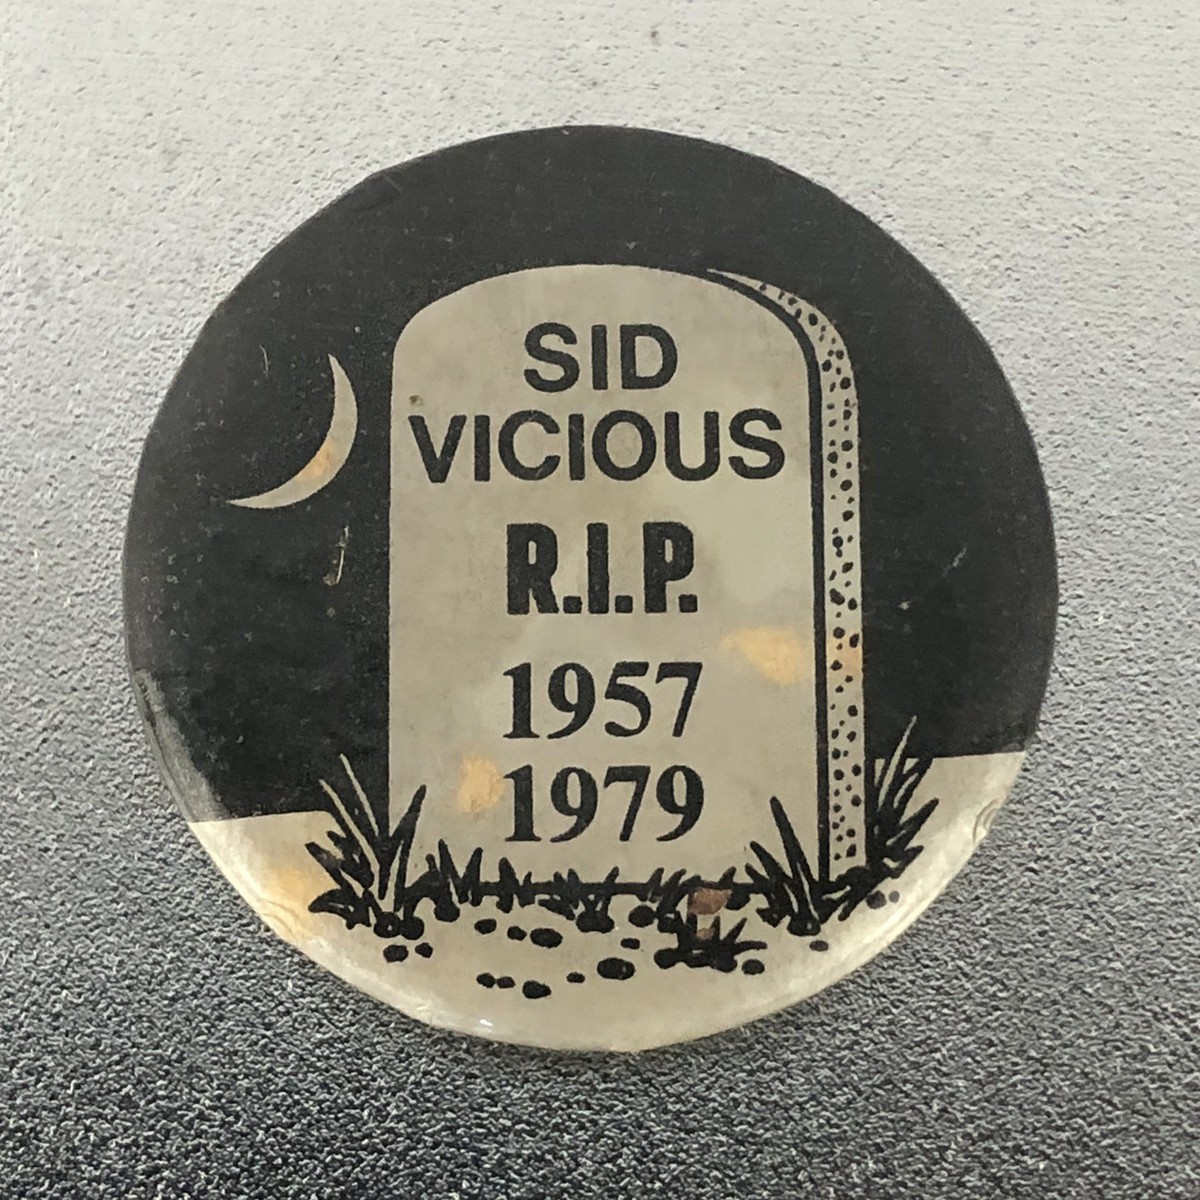 SID
VICIOUS
R.I.P.
1957
1979